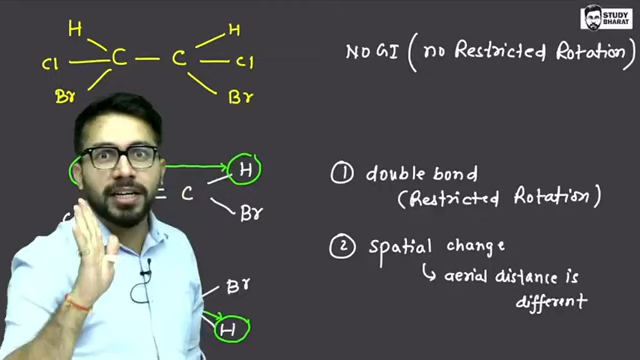 STUDY
BHARAT
H H
Cl C — C — Cl
Br Br
NO GI (no Restricted Rotation)
H
= C
Br
① double bond
(Restricted Rotation)
② Spatial change
↳ aerial distance is
different
Br
H